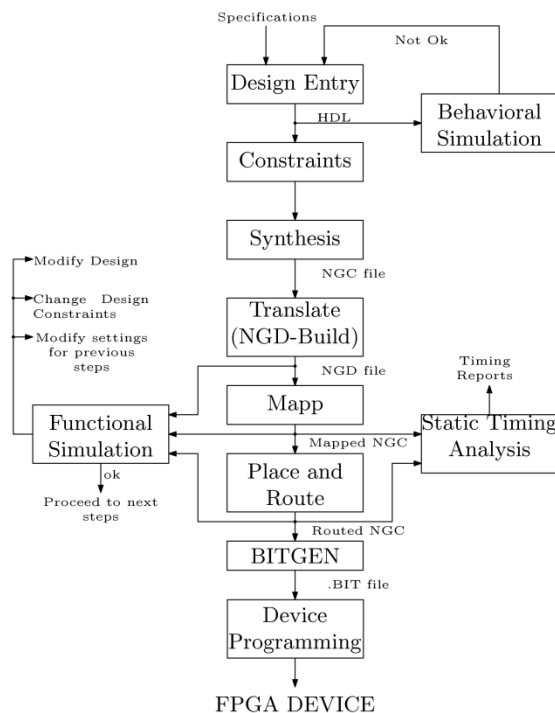 Specifications
Not Ok
Design Entry
HDL
Behavioral
Simulation
Constraints
Synthesis
Modify Design
NGC file
Change Design
Constraints
Translate
(NGD-Build)
Modify settings
for previous
steps
Timing
Reports
NGD file
Mapp
Functional
Simulation
Static Timing
Analysis
Mapped NGC
ok
Place and
Route
Proceed to next
steps
Routed NGC
BITGEN
.BIT file
Device
Programming
FPGA DEVICE